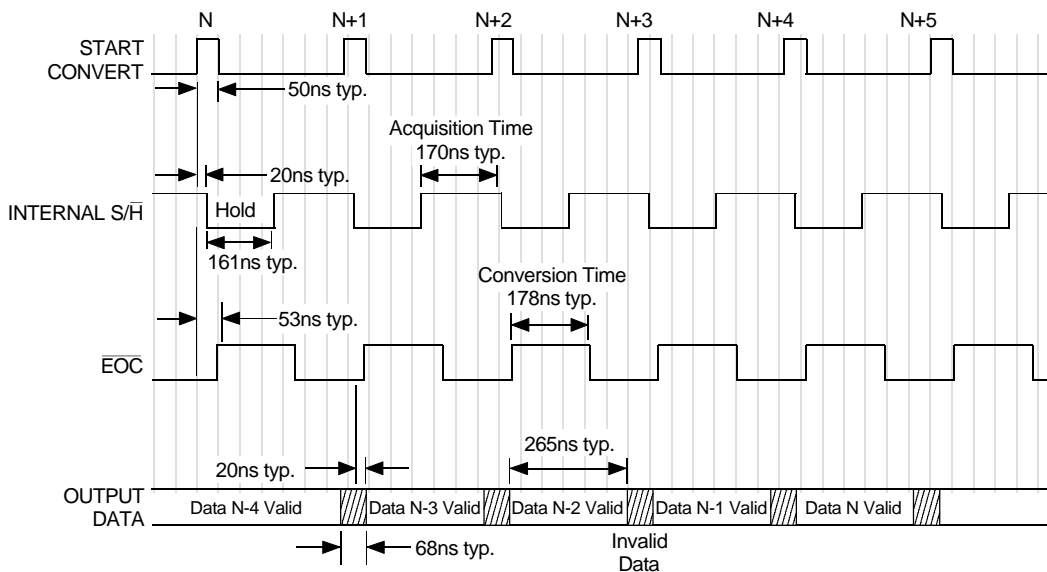 N N+1 N+2 N+3 N+4 N+5
START
CONVERT
50ns typ.
Acquisition Time
170ns typ.
20ns typ.
INTERNAL S/H̅
Hold
161ns typ.
Conversion Time
178ns typ.
53ns typ.
E̅O̅C̅
265ns typ.
20ns typ.
OUTPUT
DATA
Data N-4 Valid Data N-3 Valid Data N-2 Valid Data N-1 Valid Data N Valid
68ns typ.
Invalid
Data